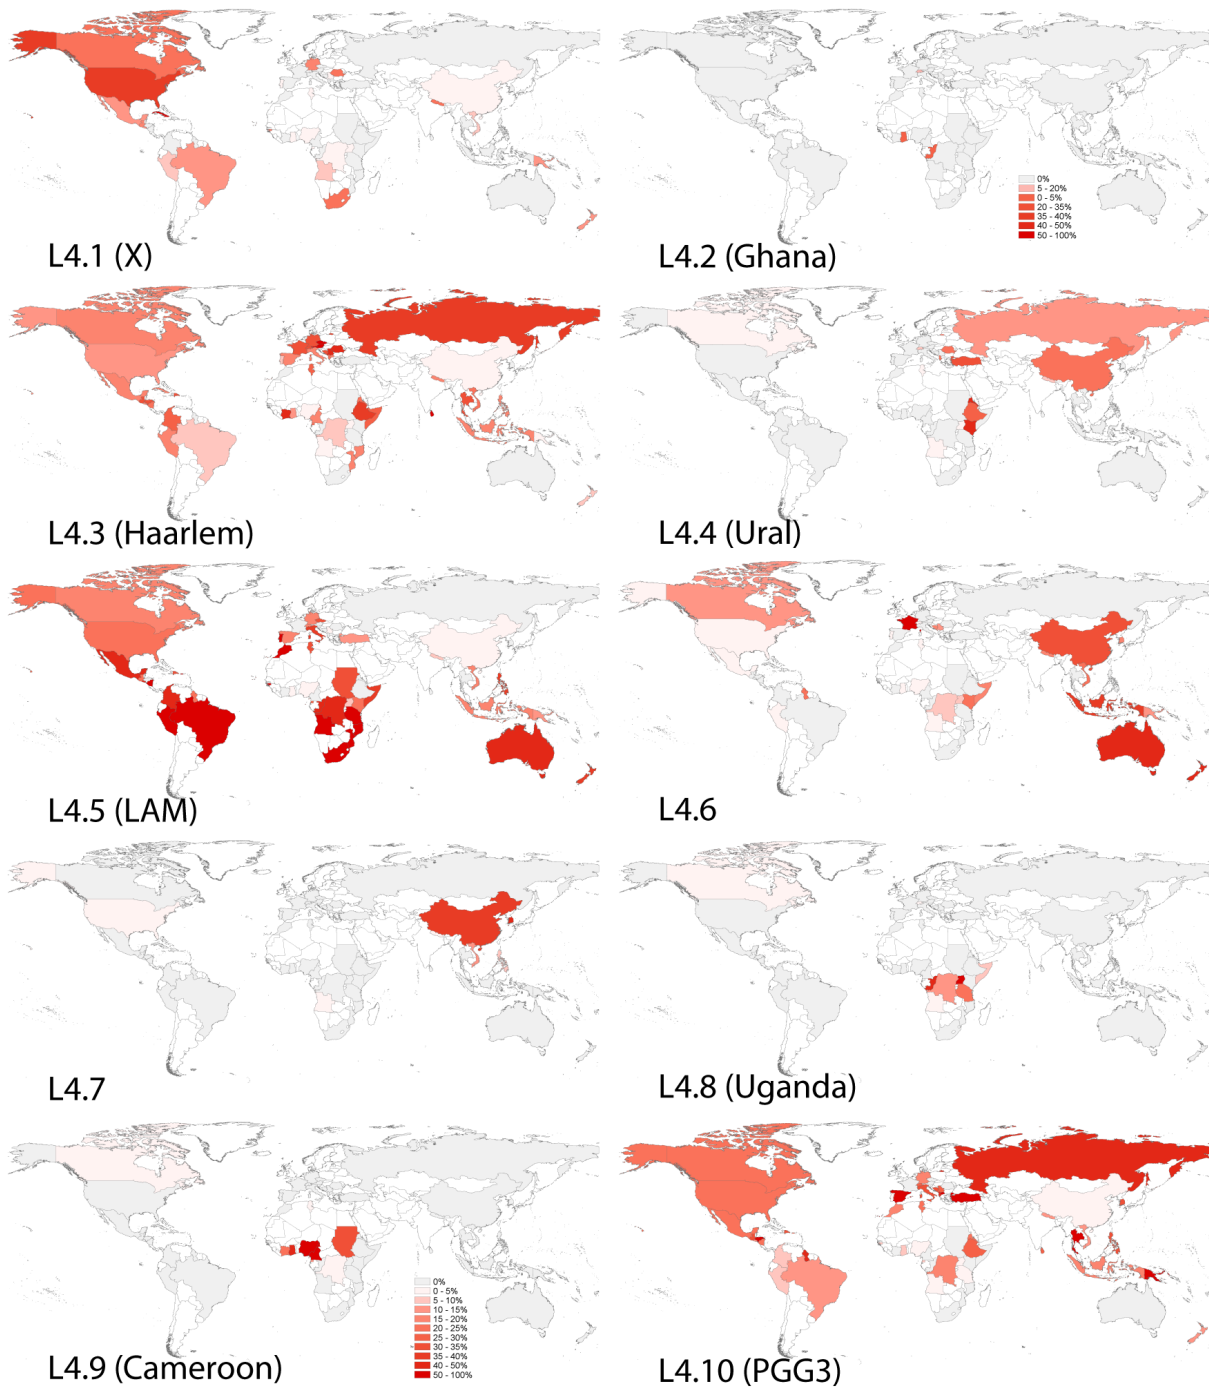 L4.1 (X)
0%
5 - 20%
0 - 5%
20 - 35%
35 - 40%
40 - 50%
50 - 100%
L4.2 (Ghana)
L4.3 (Haarlem)
L4.4 (Ural)
L4.5 (LAM)
L4.6
L4.7
L4.8 (Uganda)
0%
0 - 5%
5 - 10%
10 - 15%
15 - 20%
20 - 25%
25 - 30%
30 - 35%
35 - 40%
40 - 50%
50 - 100%
L4.9 (Cameroon)
L4.10 (PGG3)